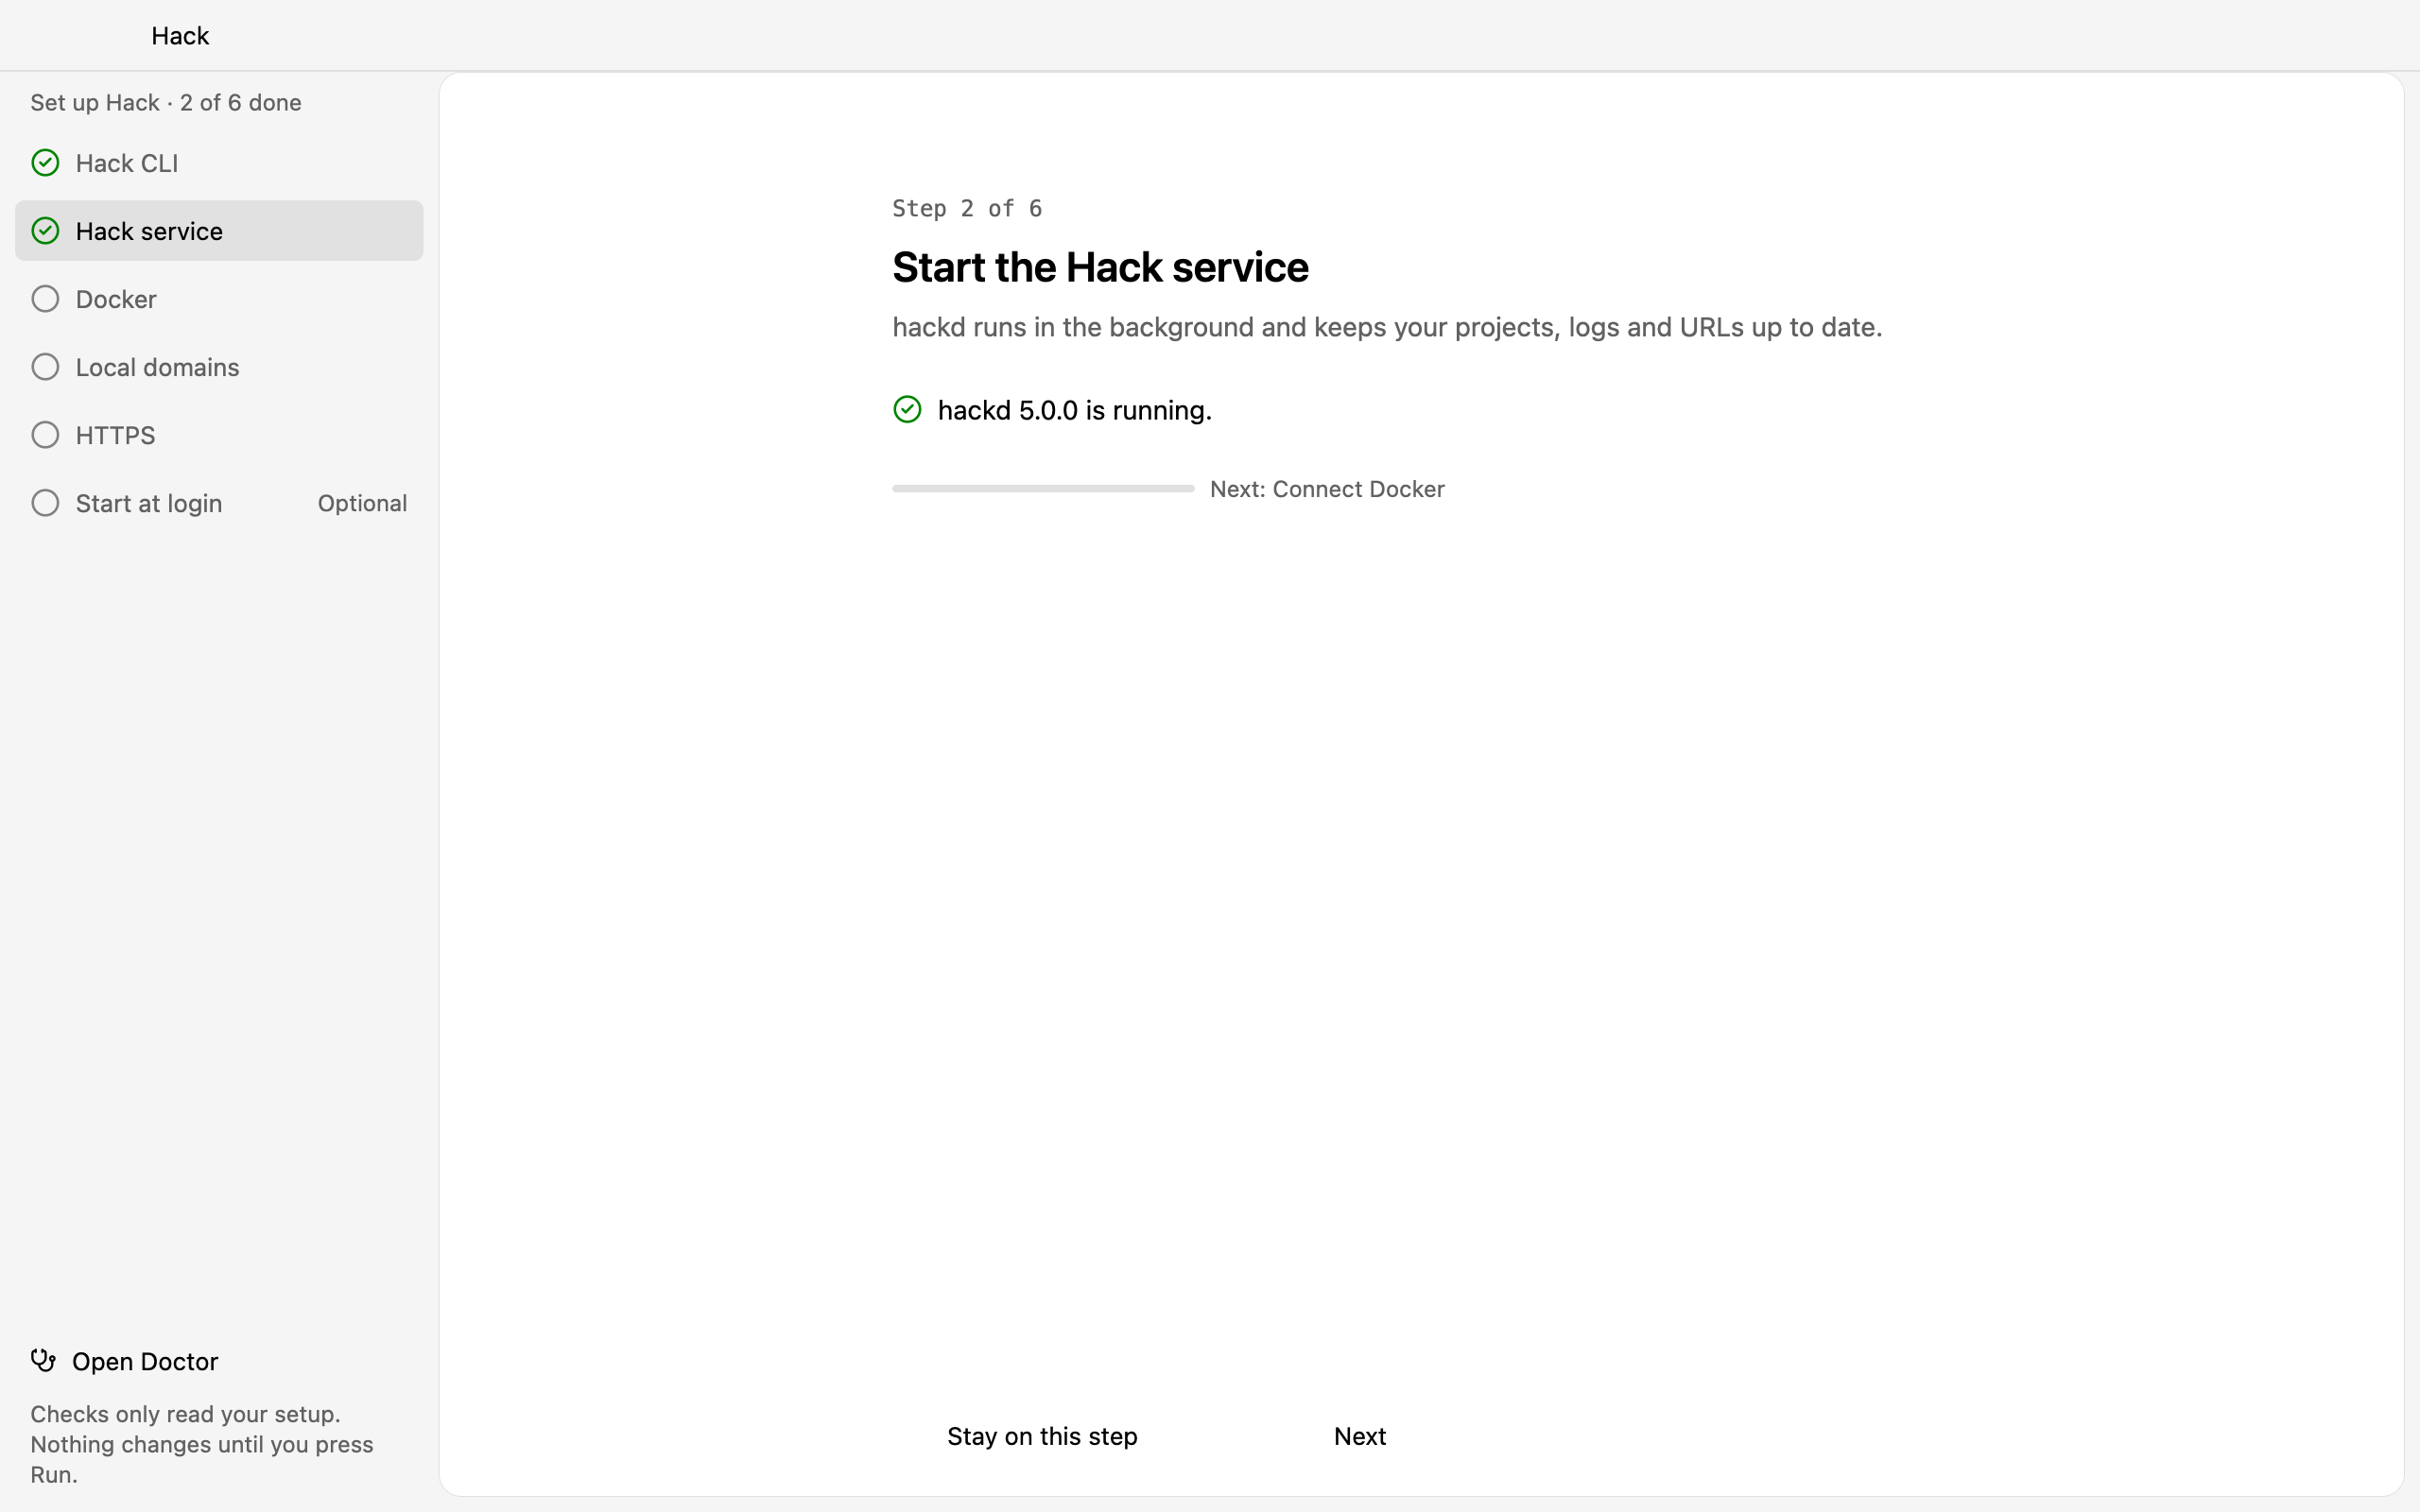 Hack
Set up Hack · 2 of 6 done
Hack CLI
Hack service
Docker
Local domains
HTTPS
Start at login
Optional
Open Doctor
Checks only read your setup.
Nothing changes until you press
Run.
Step 2 of 6
Start the Hack service
hackd runs in the background and keeps your projects, logs and URLs up to date.
hackd 5.0.0 is running.
Next: Connect Docker
Stay on this step
Next